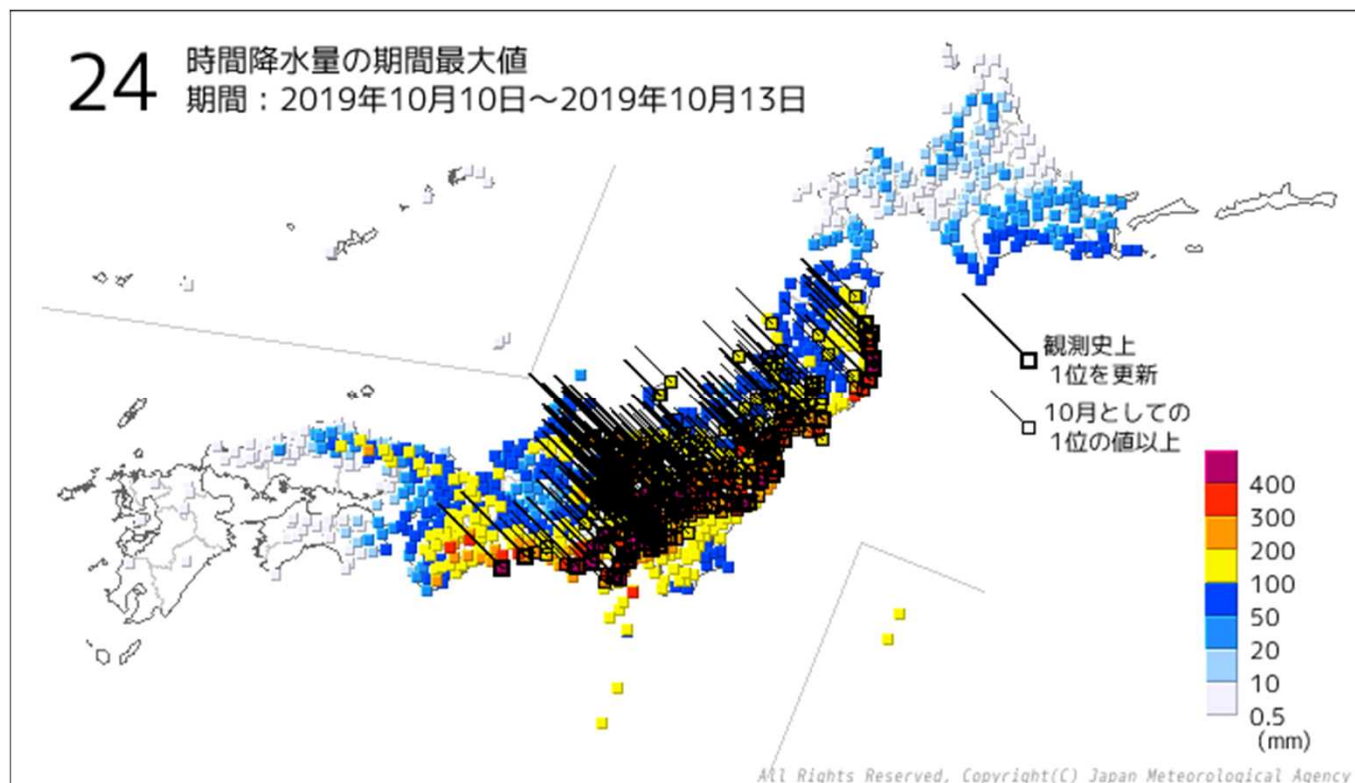 24
時間降水量の期間最大値
期間：2019年10月10日～2019年10月13日
観測史上
1位を更新
10月としての
1位の値以上
400
300
200
100
50
20
10
0.5
(mm)
All Rights Reserved, Copyright(C) Japan Meteorological Agency